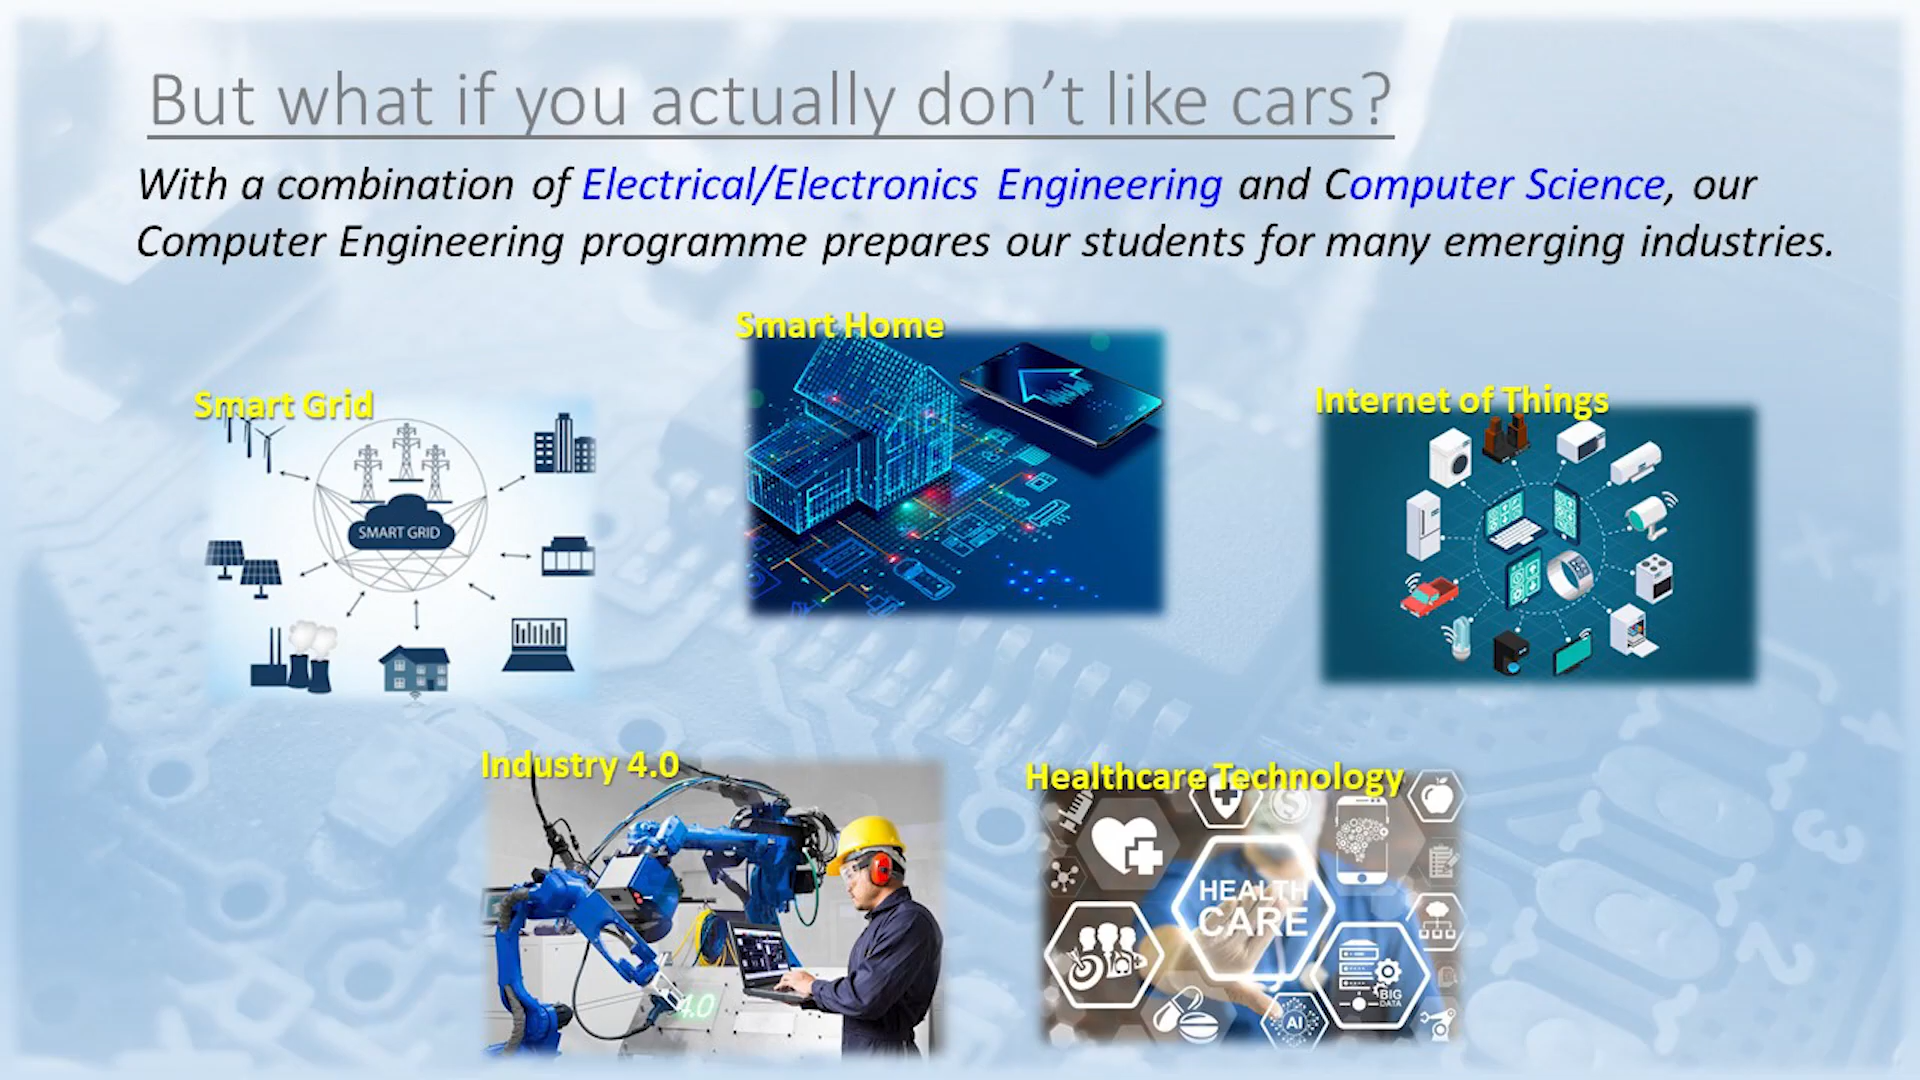 But what if you actually don't like cars?
With a combination of Electrical/Electronics Engineering and Computer Science, our
Computer Engineering programme prepares our students for many emerging industries.
Smart Home
Smart Grid
Internet of Things
SMART GRID
Industry 4.0
Healthcare Technology
HEALTH
CARE
BIG
DATA
4.0
AI